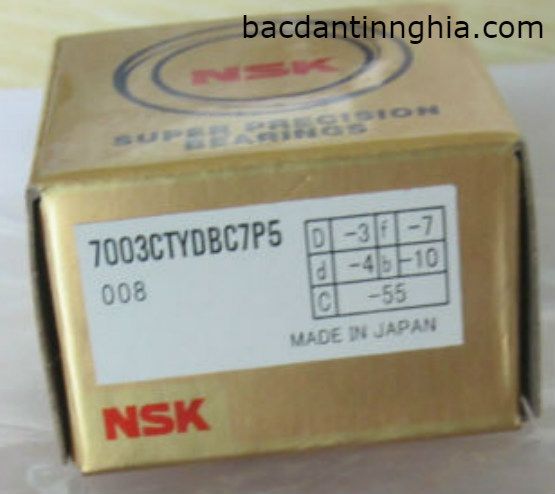 bacdantinnghia.com
NSK
SUPER PRECISION
BEARINGS
7003CTYDBC7P5
008
D -3 f -7
d -4 b -10
C -55
MADE IN JAPAN
NSK